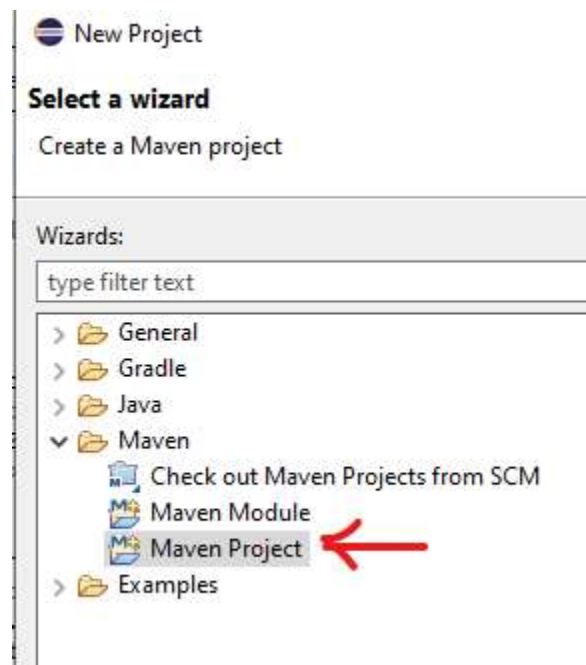 New Project
Select a wizard
Create a Maven project
Wizards:
type filter text
General
Gradle
Java
Maven
Check out Maven Projects from SCM
Maven Module
Maven Project
Examples